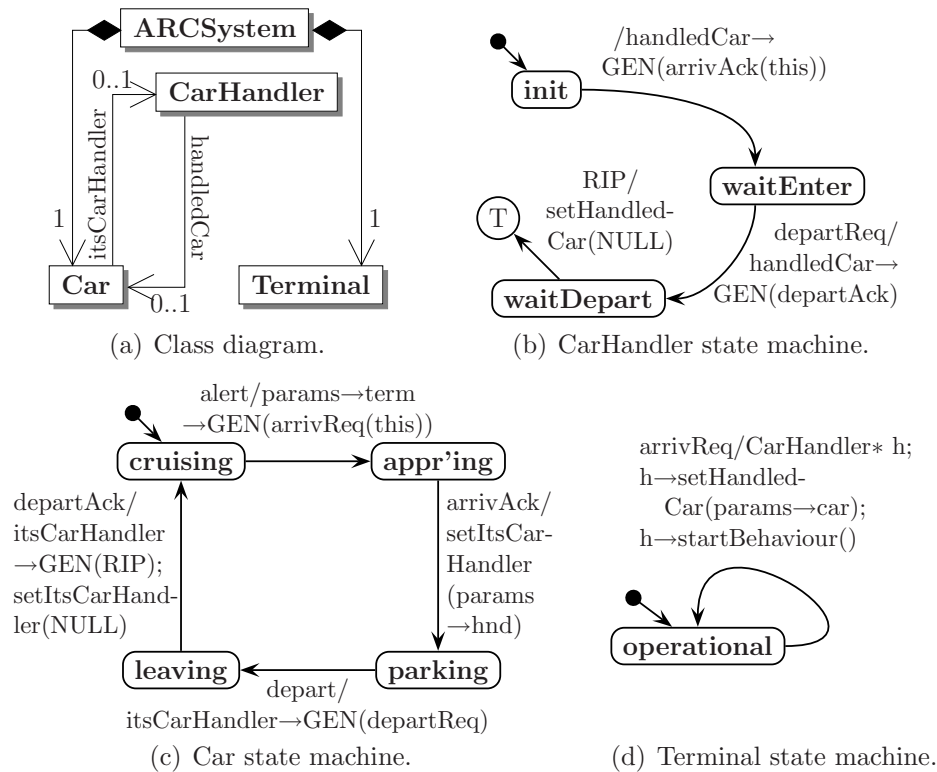 ARCSystem
0..1
CarHandler
itsCarHandler
handledCar
1
1
Car
0..1
Terminal
(a) Class diagram.
/handledCar→
GEN(arrivAck(this))
init
waitEnter
RIP/
setHandled-
Car(NULL)
T
departReq/
handledCar→
GEN(departAck)
waitDepart
(b) CarHandler state machine.
alert/params→term
→GEN(arrivReq(this))
cruising
appr'ing
departAck/
itsCarHandler
→GEN(RIP);
setItsCarHand-
ler(NULL)
arrivAck/
setItsCar-
Handler
(params
→hnd)
leaving
parking
depart/
itsCarHandler→GEN(departReq)
(c) Car state machine.
arrivReq/CarHandler* h;
h→setHandled-
Car(params→car);
h→startBehaviour()
operational
(d) Terminal state machine.